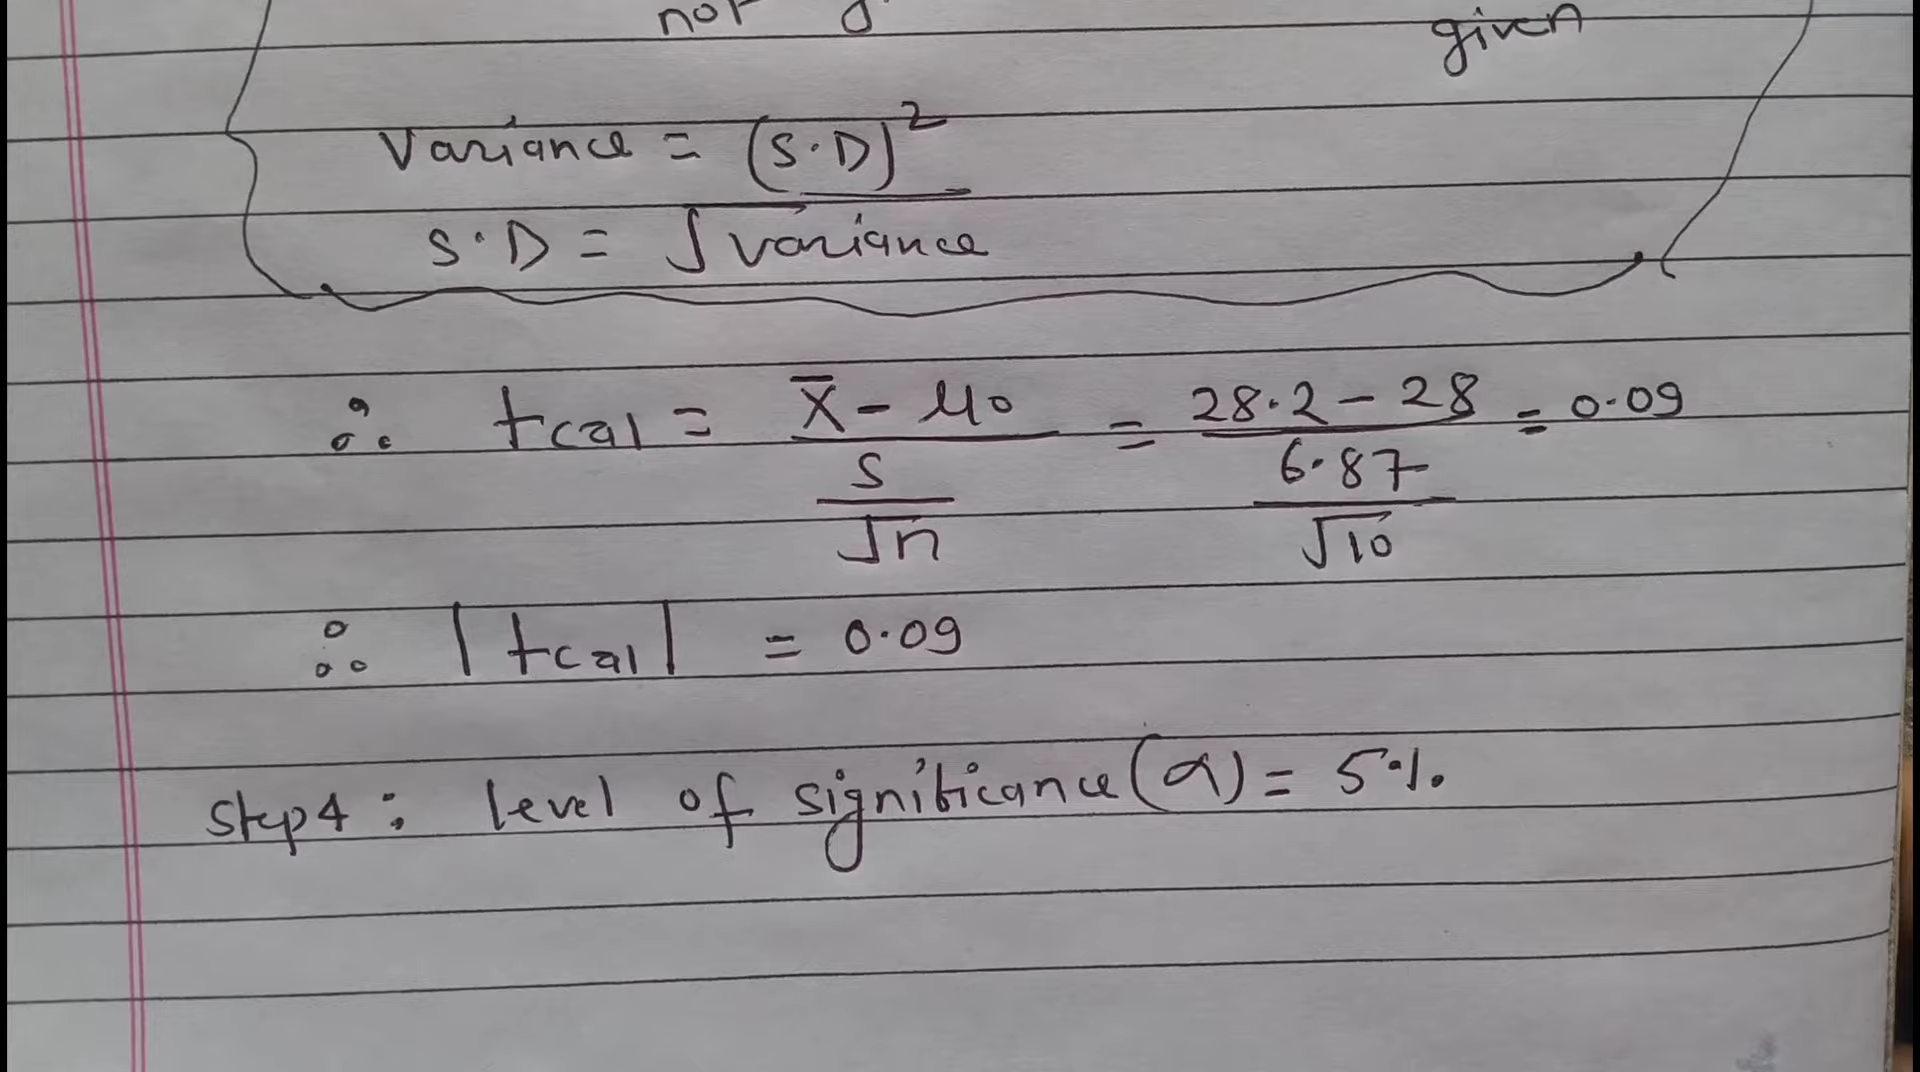 not
given
Variance = (S.D)²
S.D = √variance
∴ tcal = x̄ - μ0 / (s / √n) = 28.2 - 28 / (6.87 / √10) = 0.09
∴ |tcal| = 0.09
Step4: level of significance (α) = 5%.